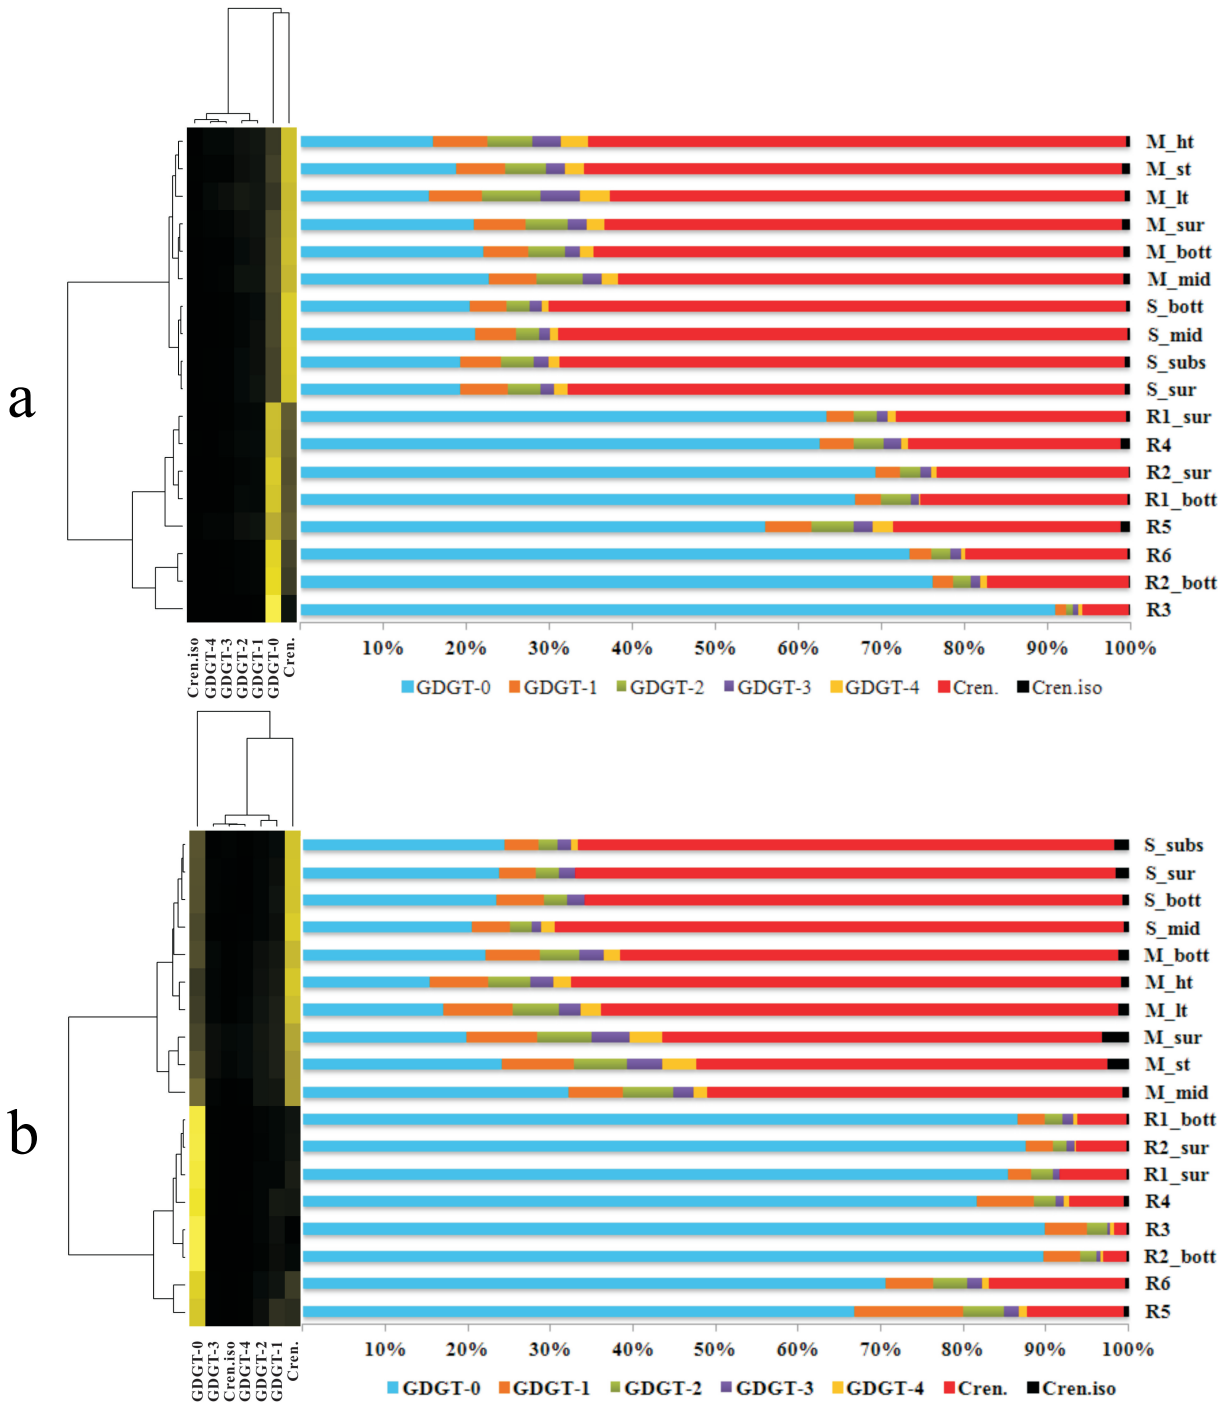 a
M_ht
M_st
M_lt
M_sur
M_bott
M_mid
S_bott
S_mid
S_subs
S_sur
R1_sur
R4
R2_sur
R1_bott
R5
R6
R2_bott
R3
Cren.iso
GDGT-4
GDGT-3
GDGT-2
GDGT-1
GDGT-0
Cren.
10% 20% 30% 40% 50% 60% 70% 80% 90% 100%
GDGT-0 GDGT-1 GDGT-2 GDGT-3 GDGT-4 Cren. Cren.iso
b
S_subs
S_sur
S_bott
S_mid
M_bott
M_ht
M_lt
M_sur
M_st
M_mid
R1_bott
R2_sur
R1_sur
R4
R3
R2_bott
R6
R5
GDGT-0
GDGT-3
Cren.iso
GDGT-4
GDGT-2
GDGT-1
Cren.
10% 20% 30% 40% 50% 60% 70% 80% 90% 100%
GDGT-0 GDGT-1 GDGT-2 GDGT-3 GDGT-4 Cren. Cren.iso